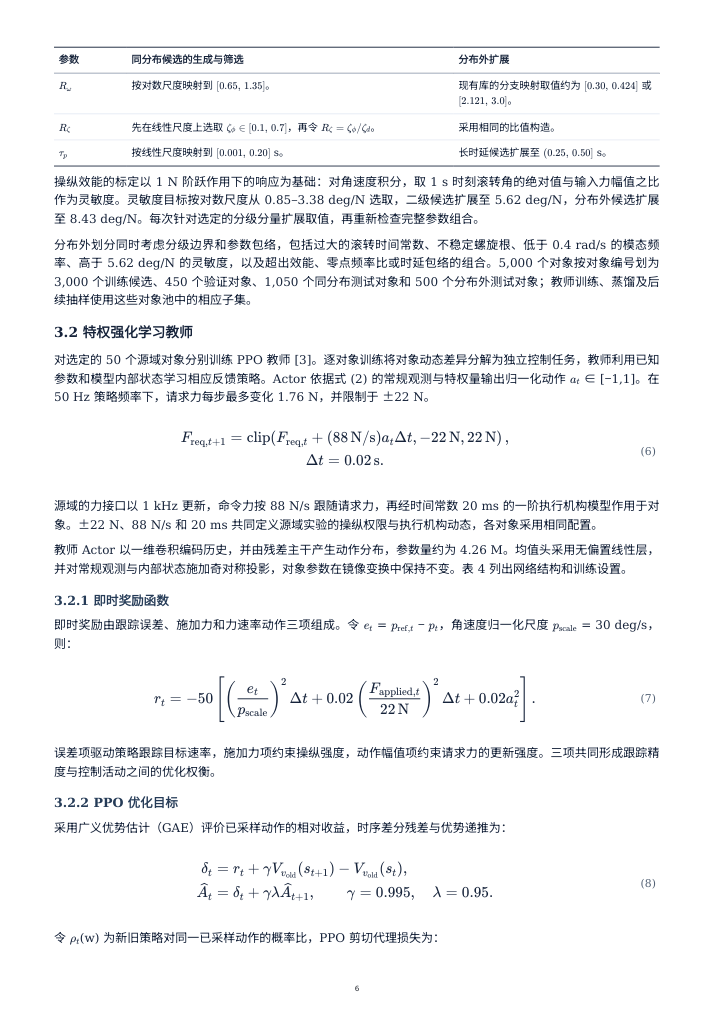 参数 同分布候选的生成与筛选 分布外扩展
R_ω 按对数尺度映射到 [0.65, 1.35]。 现有库的分支映射取值约为 [0.30, 0.424] 或
[2.121, 3.0]。
R_ζ 先在线性尺度上选取 ζ_ϕ ∈ [0.1, 0.7]，再令 R_ζ = ζ_ϕ/ζ_d。 采用相同的比值构造。
τ_p 按线性尺度映射到 [0.001, 0.20] s。 长时延候选扩展至 (0.25, 0.50] s。
操纵效能的标定以 1 N 阶跃作用下的响应为基础：对角速度积分，取 1 s 时刻滚转角的绝对值与输入力幅值之比
作为灵敏度。灵敏度目标按对数尺度从 0.85–3.38 deg/N 选取，二级候选扩展至 5.62 deg/N，分布外候选扩展
至 8.43 deg/N。每次针对选定的分级分量扩展取值，再重新检查完整参数组合。
分布外划分同时考虑分级边界和参数包络，包括过大的滚转时间常数、不稳定螺旋根、低于 0.4 rad/s 的模态频
率、高于 5.62 deg/N 的灵敏度，以及超出效能、零点频率比或时延包络的组合。5,000 个对象按对象编号划为
3,000 个训练候选、450 个验证对象、1,050 个同分布测试对象和 500 个分布外测试对象；教师训练、蒸馏及后
续抽样使用这些对象池中的相应子集。
3.2 特权强化学习教师
对选定的 50 个源域对象分别训练 PPO 教师 [3]。逐对象训练将对象动态差异分解为独立控制任务，教师利用已知
参数和模型内部状态学习相应反馈策略。Actor 依据式 (2) 的常规观测与特权量输出归一化动作 a_t ∈ [−1,1]。在
50 Hz 策略频率下，请求力每步最多变化 1.76 N，并限制于 ±22 N。
F_{req,t+1} = clip(F_{req,t} + (88 N/s)a_tΔt, −22 N, 22 N) ,
Δt = 0.02 s.
(6)
源域的力接口以 1 kHz 更新，命令力按 88 N/s 跟随请求力，再经时间常数 20 ms 的一阶执行机构模型作用于对
象。±22 N、88 N/s 和 20 ms 共同定义源域实验的操纵权限与执行机构动态，各对象采用相同配置。
教师 Actor 以一维卷积编码历史，并由残差主干产生动作分布，参数量约为 4.26 M。均值头采用无偏置线性层，
并对常规观测与内部状态施加奇对称投影，对象参数在镜像变换中保持不变。表 4 列出网络结构和训练设置。
3.2.1 即时奖励函数
即时奖励由跟踪误差、施加力和力速率动作三项组成。令 e_t = p_{ref,t} − p_t，角速度归一化尺度 p_{scale} = 30 deg/s，
则：
r_t = −50 [(e_t/p_{scale})^2 Δt + 0.02 (F_{applied,t}/22 N)^2 Δt + 0.02a_t^2] . (7)
误差项驱动策略跟踪目标速率，施加力项约束操纵强度，动作幅值项约束请求力的更新强度。三项共同形成跟踪精
度与控制活动之间的优化权衡。
3.2.2 PPO 优化目标
采用广义优势估计（GAE）评价已采样动作的相对收益，时序差分残差与优势递推为：
δ_t = r_t + γV_{v_{old}}(s_{t+1}) − V_{v_{old}}(s_t),
Â_t = δ_t + γλÂ_{t+1}, γ = 0.995, λ = 0.95.
(8)
令 ρ_t(w) 为新旧策略对同一已采样动作的概率比，PPO 剪切代理损失为：
6